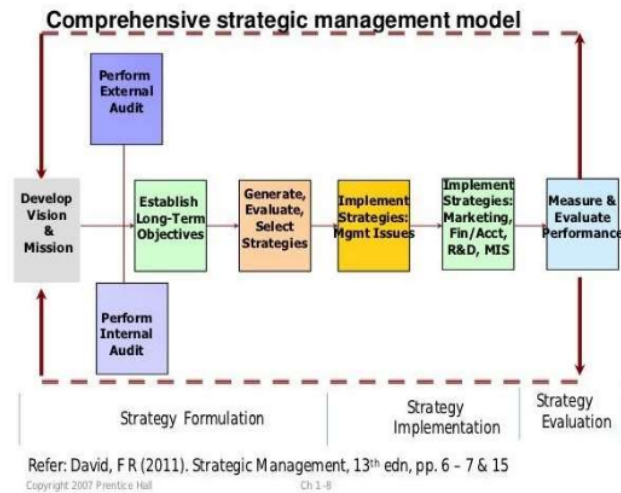 Comprehensive strategic management model
Perform
External
Audit
Develop
Vision
&
Mission
Establish
Long-Term
Objectives
Generate,
Evaluate,
Select
Strategies
Implement
Strategies:
Mgmt Issues
Implement
Strategies:
Marketing,
Fin/Acct,
R&D, MIS
Measure &
Evaluate
Performance
Perform
Internal
Audit
Strategy Formulation
Strategy
Implementation
Strategy
Evaluation
Refer: David, F R (2011). Strategic Management, 13th edn, pp. 6 – 7 & 15
Copyright 2007 Prentice Hall
Ch 1-8